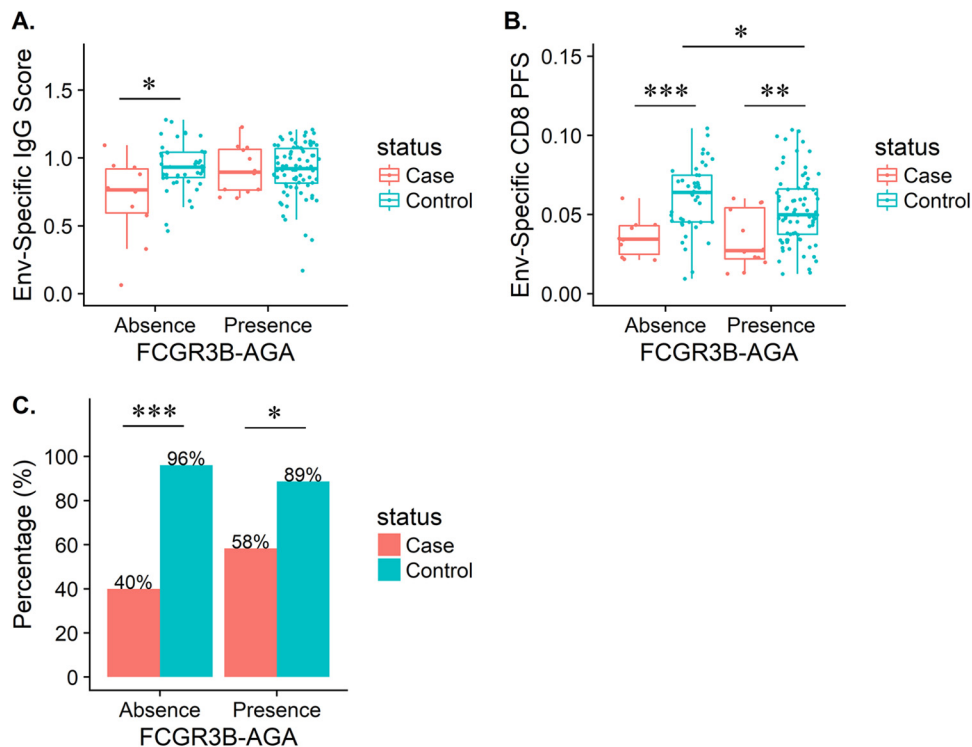 A.
*
Env-Specific IgG Score
1.5
1.0
0.5
0.0
Absence Presence
FCGR3B-AGA
status
Case
Control
B.
*
*** **
Env-Specific CD8 PFS
0.15
0.10
0.05
0.00
Absence Presence
FCGR3B-AGA
status
Case
Control
C.
*** *
Percentage (%)
100
80
60
40
20
0
40% 96% 58% 89%
Absence Presence
FCGR3B-AGA
status
Case
Control